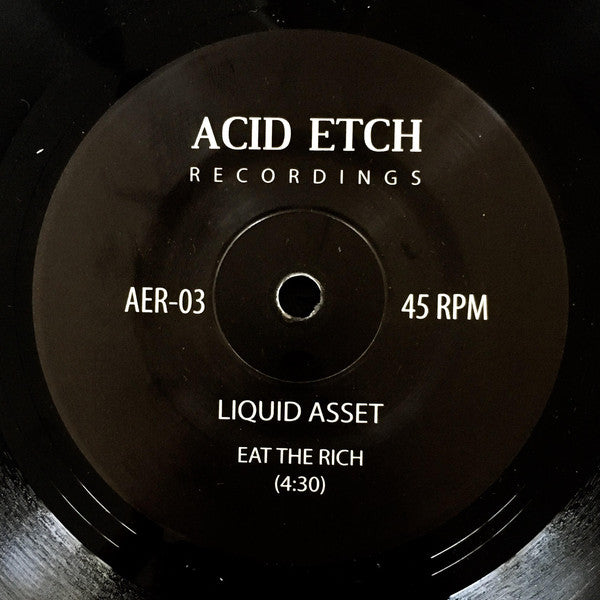 ACID ETCH
RECORDINGS
AER-03
45 RPM
LIQUID ASSET
EAT THE RICH
(4:30)